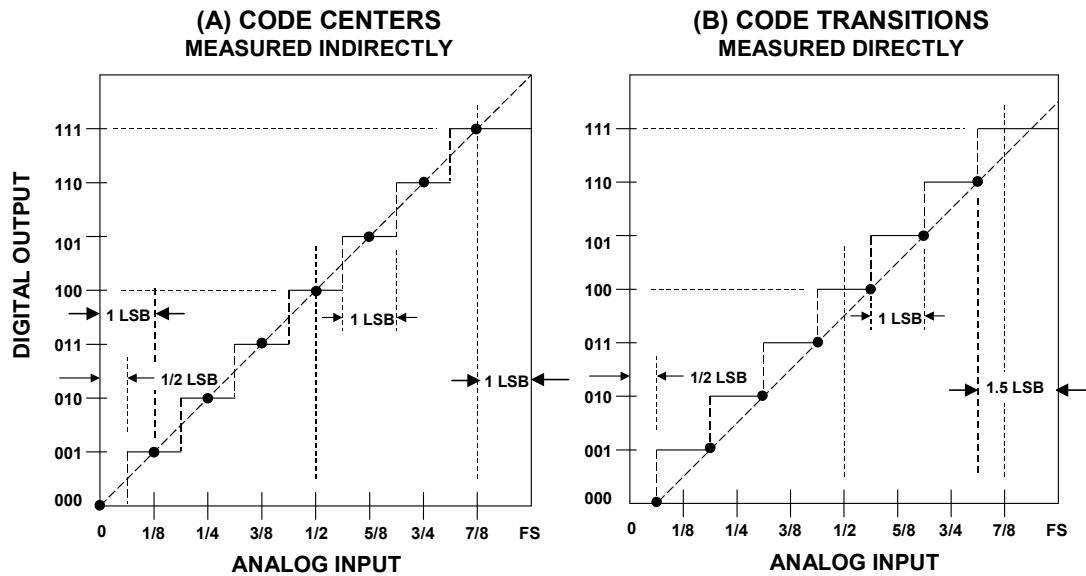 (A) CODE CENTERS
MEASURED INDIRECTLY
DIGITAL OUTPUT
111
110
101
100
011
010
001
000
1 LSB
1/2 LSB
1 LSB
1 LSB
0
1/8
1/4
3/8
1/2
5/8
3/4
7/8
FS
ANALOG INPUT
(B) CODE TRANSITIONS
MEASURED DIRECTLY
111
110
101
100
011
010
001
000
1/2 LSB
1 LSB
1.5 LSB
0
1/8
1/4
3/8
1/2
5/8
3/4
7/8
FS
ANALOG INPUT